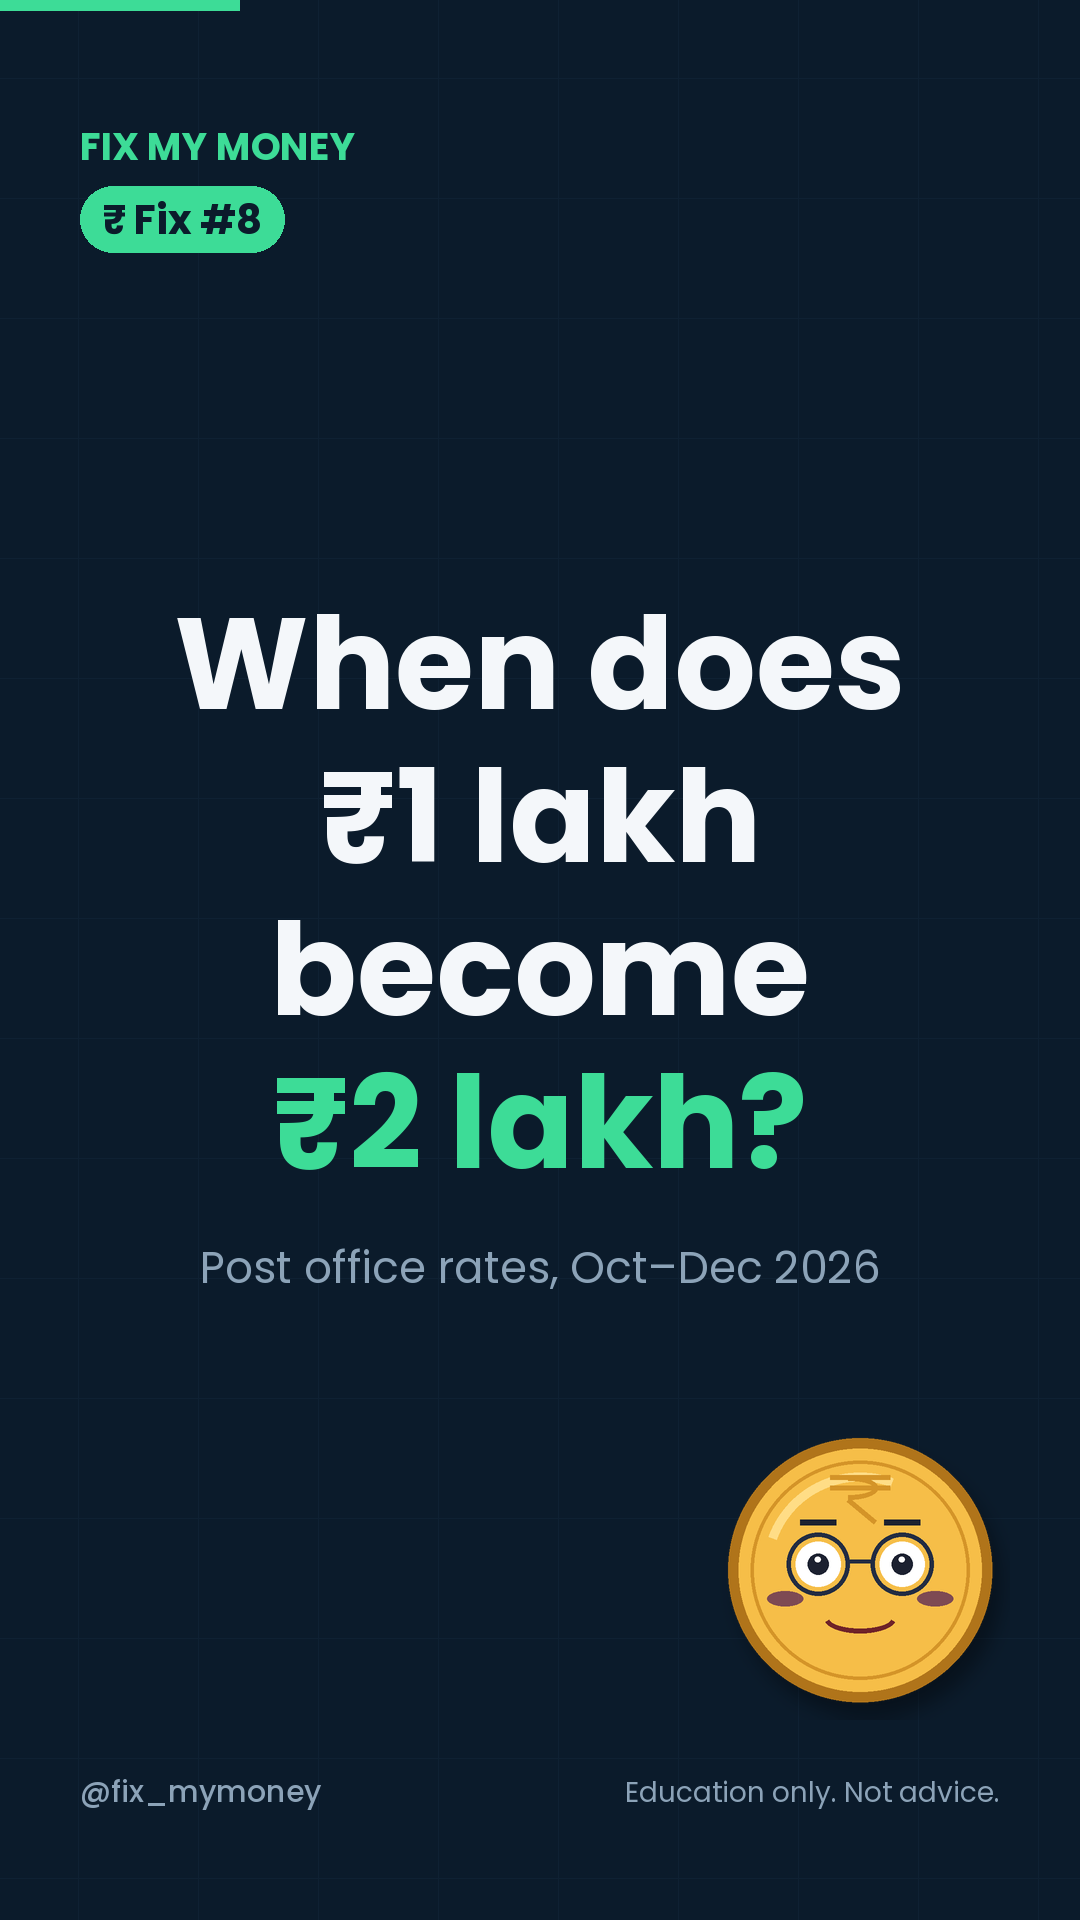 FIX MY MONEY
₹ Fix #8
When does
₹1 lakh
become
₹2 lakh?
Post office rates, Oct–Dec 2026
₹
@fix_mymoney
Education only. Not advice.